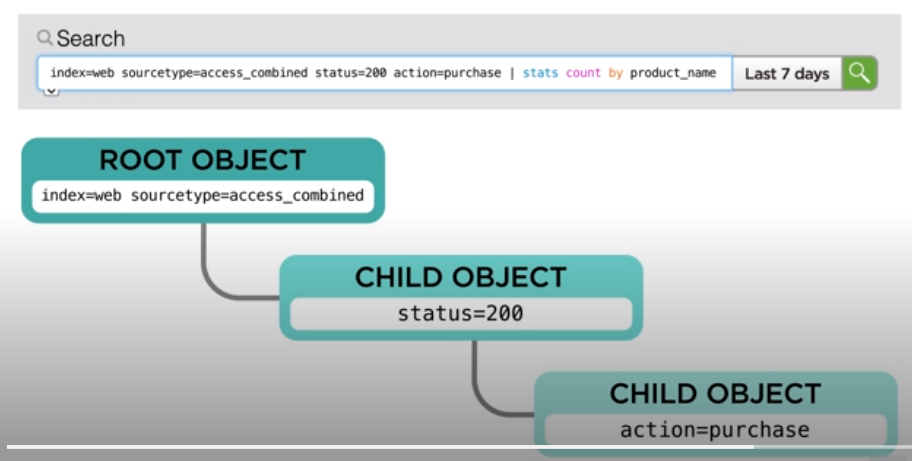 Search
index=web sourcetype=access_combined status=200 action=purchase | stats count by product_name
Last 7 days
ROOT OBJECT
index=web sourcetype=access_combined
CHILD OBJECT
status=200
CHILD OBJECT
action=purchase